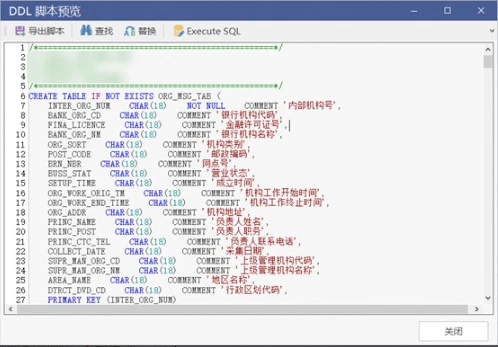 DDL 脚本预览
导出脚本 查找 替换 Execute SQL
1 /*================================================*/
2
3
4
5 /*================================================*/
6 CREATE TABLE IF NOT EXISTS ORG_MSG_TAB (
7 INTER_ORG_NUM CHAR(18) NOT NULL COMMENT '内部机构号',
8 BANK_ORG_CD CHAR(18) COMMENT '银行机构代码',
9 FINA_LICENCE CHAR(18) COMMENT '金融许可证号',
10 BANK_ORG_NM CHAR(18) COMMENT '银行机构名称',
11 ORG_SORT CHAR(18) COMMENT '机构类别',
12 POST_CODE CHAR(18) COMMENT '邮政编码',
13 BRN_NBR CHAR(18) COMMENT '网点号',
14 BUSS_STAT CHAR(18) COMMENT '营业状态',
15 SETUP_TIME CHAR(18) COMMENT '成立时间',
16 ORG_WORK_ORIG_TM CHAR(18) COMMENT '机构工作开始时间',
17 ORG_WORK_END_TIME CHAR(18) COMMENT '机构工作终止时间',
18 ORG_ADDR CHAR(18) COMMENT '机构地址',
19 PRINC_NAME CHAR(18) COMMENT '负责人姓名',
20 PRINC_POST CHAR(18) COMMENT '负责人职务',
21 PRINC_CTC_TEL CHAR(18) COMMENT '负责人联系电话',
22 COLLECT_DATE CHAR(18) COMMENT '采集日期',
23 SUPR_MAN_ORG_CD CHAR(18) COMMENT '上级管理机构代码',
24 SUPR_MAN_ORG_NM CHAR(18) COMMENT '上级管理机构名称',
25 AREA_NAME CHAR(18) COMMENT '地区名称',
26 DTRCT_DVD_CD CHAR(18) COMMENT '行政区划代码',
27 PRIMARY KEY (INTER_ORG_NUM)
关闭